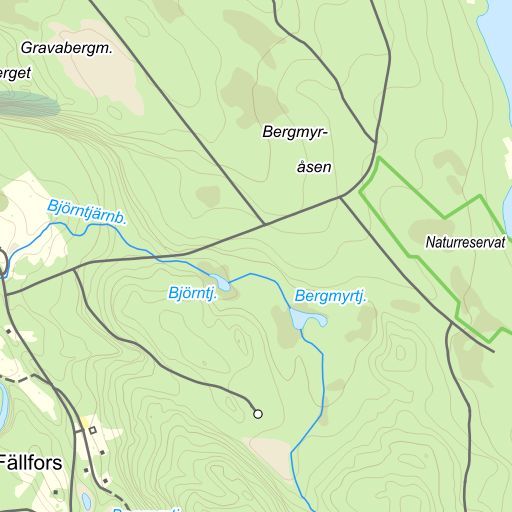 Gravabergm.
erget
Bergmyr-
åsen
Björntjärnb.
Naturreservat
Björntj.
Bergmyrtj.
Fällfors